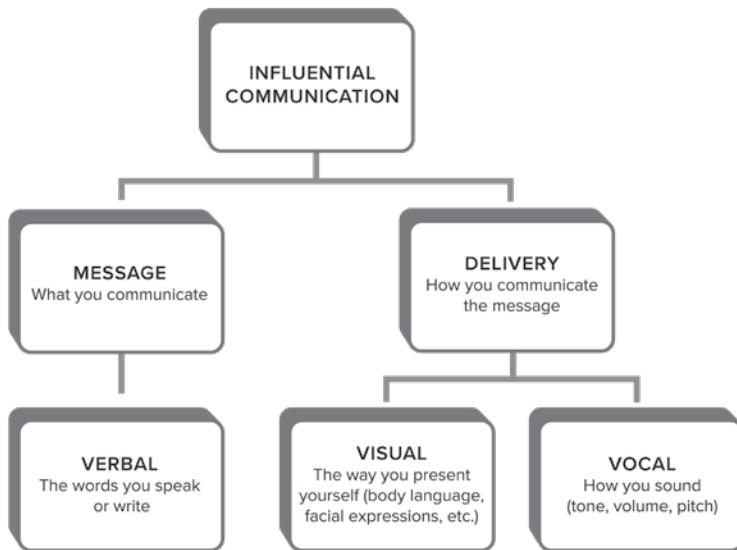 INFLUENTIAL
COMMUNICATION
MESSAGE
What you communicate
DELIVERY
How you communicate
the message
VERBAL
The words you speak
or write
VISUAL
The way you present
yourself (body language,
facial expressions, etc.)
VOCAL
How you sound
(tone, volume, pitch)